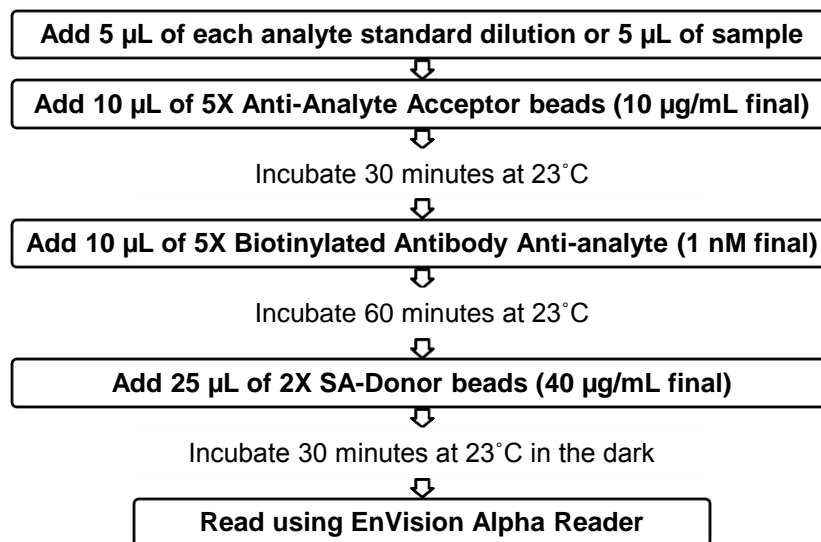 Add 5 µL of each analyte standard dilution or 5 µL of sample
Add 10 µL of 5X Anti-Analyte Acceptor beads (10 µg/mL final)
Incubate 30 minutes at 23˚C
Add 10 µL of 5X Biotinylated Antibody Anti-analyte (1 nM final)
Incubate 60 minutes at 23˚C
Add 25 µL of 2X SA-Donor beads (40 µg/mL final)
Incubate 30 minutes at 23˚C in the dark
Read using EnVision Alpha Reader